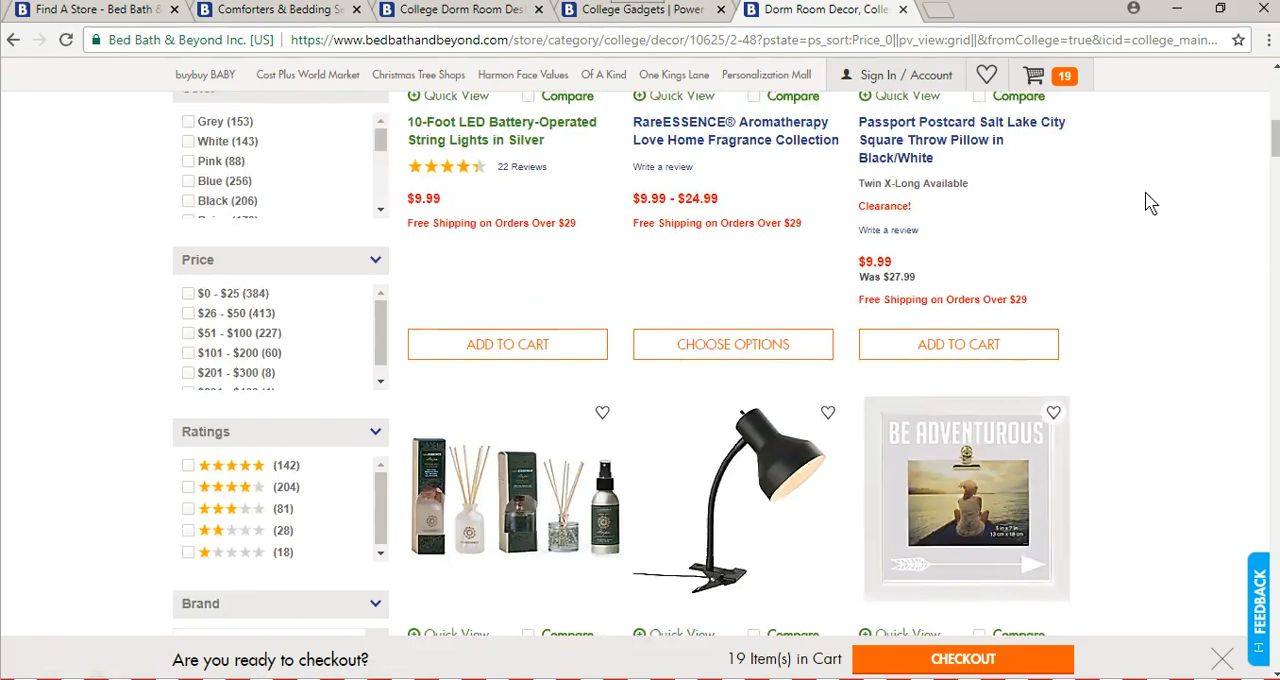 Find A Store - Bed Bath &
Comforters & Bedding Se
College Dorm Room Desi
College Gadgets | Power
Dorm Room Decor, Colle
Bed Bath & Beyond Inc. [US]
https://www.bedbathandbeyond.com/store/category/college/decor/10625/2-48?pstate=ps_sort:Price_0||pv_view:grid||&fromCollege=true&icid=college_main...
buybuy BABY
Cost Plus World Market
Christmas Tree Shops
Harmon Face Values
Of A Kind
One Kings Lane
Personalization Mall
Sign In / Account
19
Quick View
Compare
Quick View
Compare
Quick View
Compare
Grey (153)
White (143)
Pink (88)
Blue (256)
Black (206)
Price
$0 - $25 (384)
$26 - $50 (413)
$51 - $100 (227)
$101 - $200 (60)
$201 - $300 (8)
Ratings
(142)
(204)
(81)
(28)
(18)
Brand
10-Foot LED Battery-Operated
String Lights in Silver
22 Reviews
$9.99
Free Shipping on Orders Over $29
ADD TO CART
RareESSENCE® Aromatherapy
Love Home Fragrance Collection
Write a review
$9.99 - $24.99
Free Shipping on Orders Over $29
CHOOSE OPTIONS
Passport Postcard Salt Lake City
Square Throw Pillow in
Black/White
Twin X-Long Available
Clearance!
Write a review
$9.99
Was $27.99
Free Shipping on Orders Over $29
ADD TO CART
BE ADVENTUROUS
5 in x 7 in
13 cm x 18 cm
Quick View
Compare
Quick View
Compare
Quick View
Compare
FEEDBACK
Are you ready to checkout?
19 Item(s) in Cart
CHECKOUT